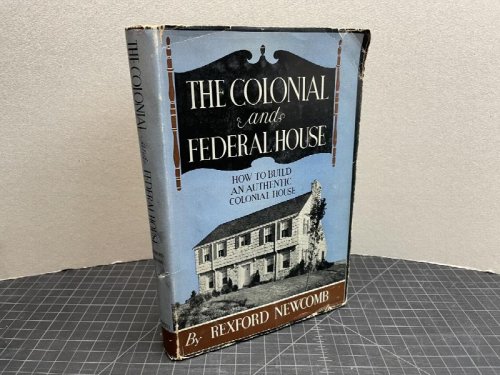 THE COLONIAL
and
FEDERAL HOUSE
HOW TO BUILD
AN AUTHENTIC
COLONIAL HOUSE
By REXFORD NEWCOMB
THE COLONIAL and FEDERAL HOUSE